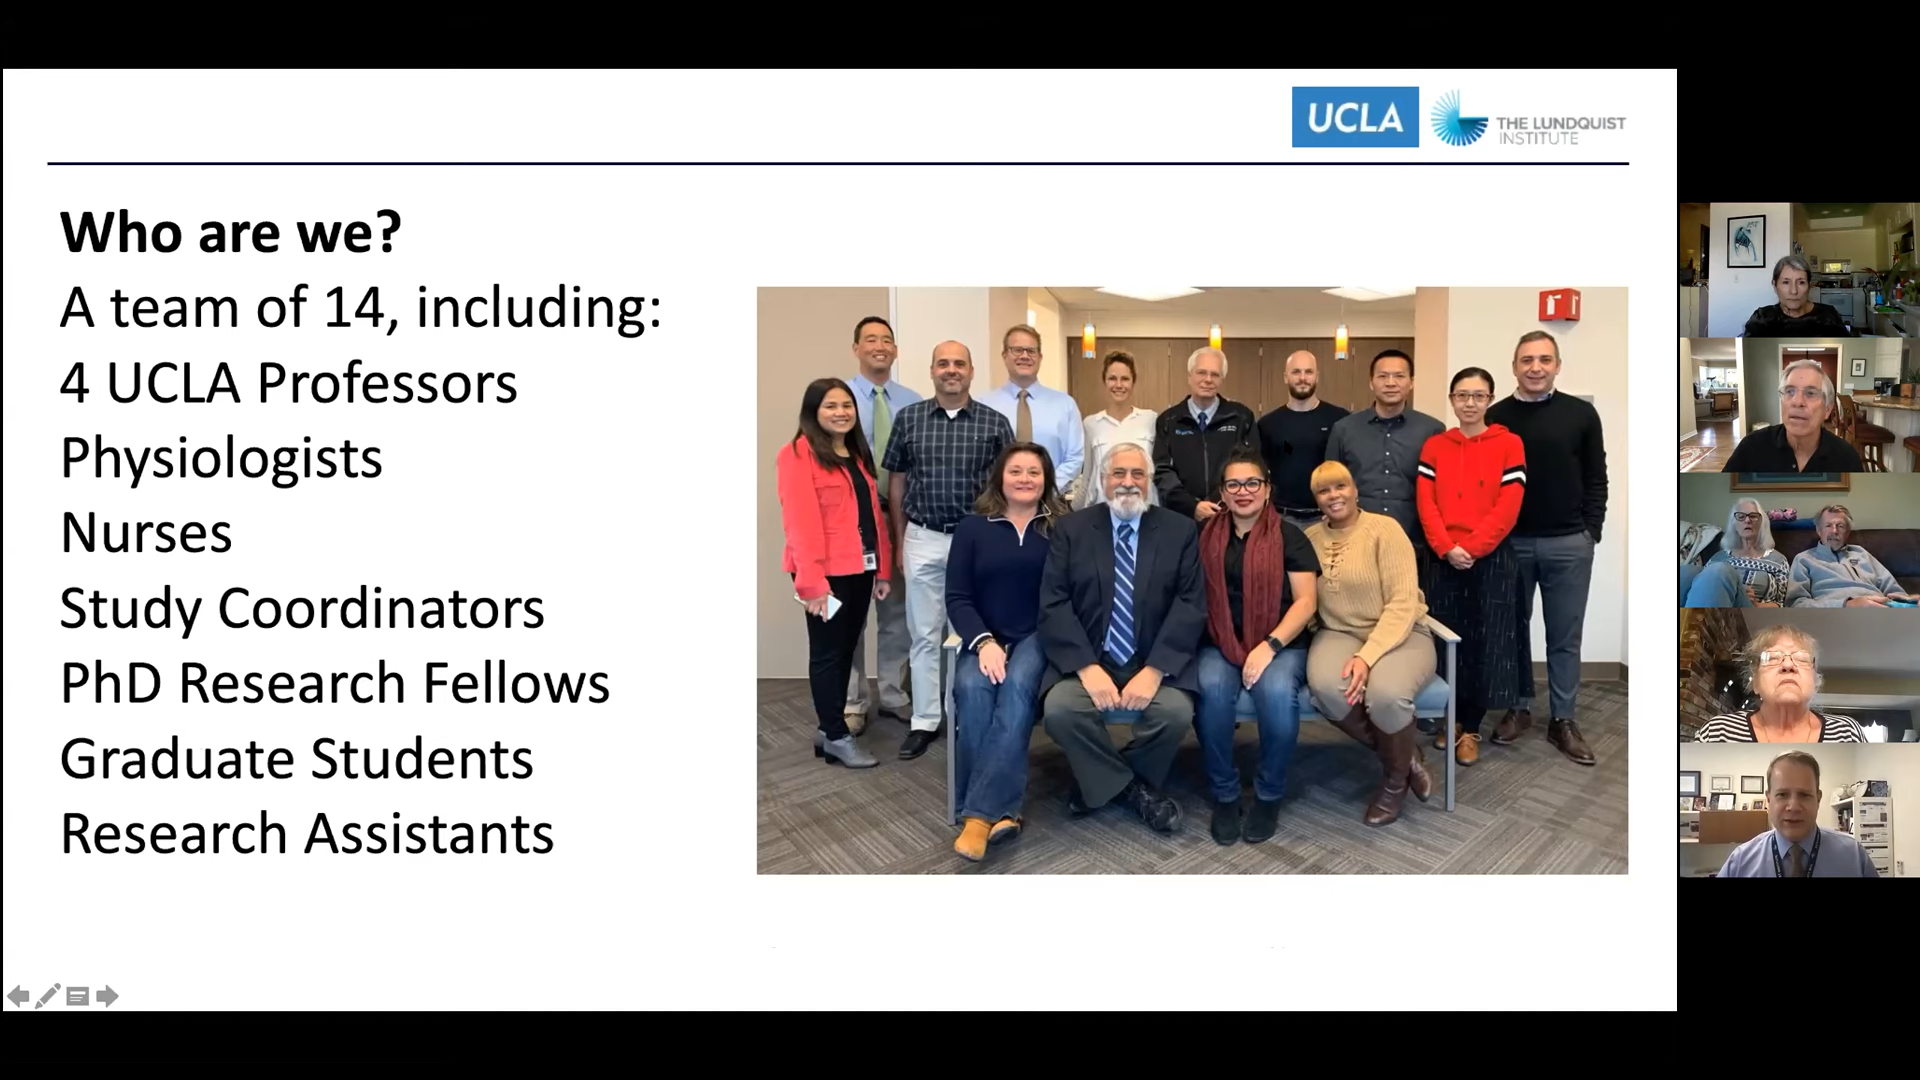 UCLA
THE LUNDQUIST
INSTITUTE
Who are we?
A team of 14, including:
4 UCLA Professors
Physiologists
Nurses
Study Coordinators
PhD Research Fellows
Graduate Students
Research Assistants